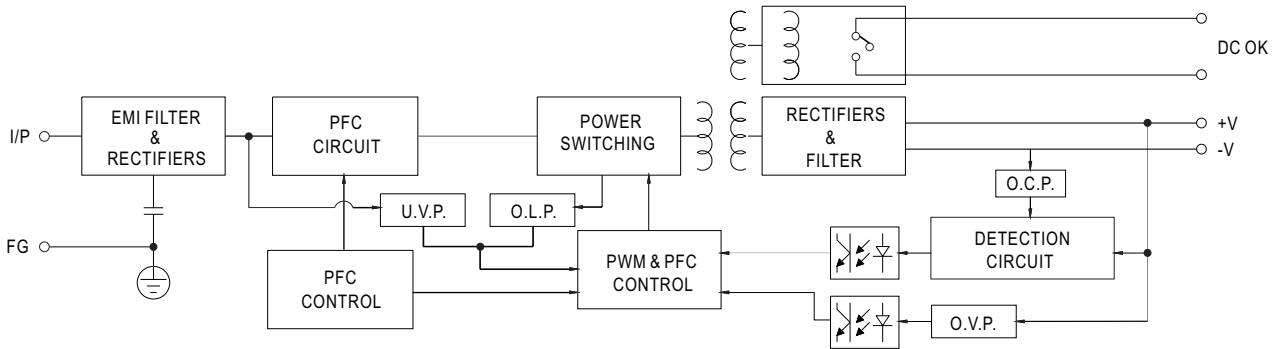 DC OK
I/P
EMI FILTER
&
RECTIFIERS
PFC
CIRCUIT
POWER
SWITCHING
RECTIFIERS
&
FILTER
+V
-V
O.C.P.
U.V.P.
O.L.P.
FG
PFC
CONTROL
PWM & PFC
CONTROL
DETECTION
CIRCUIT
O.V.P.